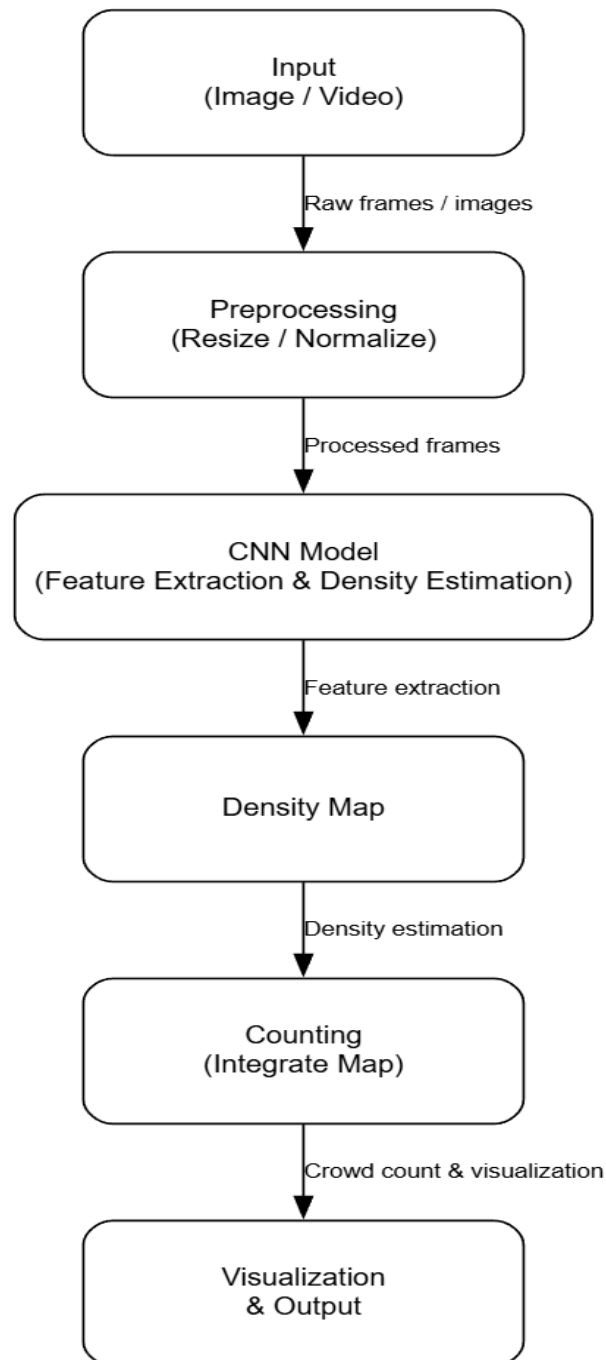 Input
(Image / Video)
Raw frames / images
Preprocessing
(Resize / Normalize)
Processed frames
CNN Model
(Feature Extraction & Density Estimation)
Feature extraction
Density Map
Density estimation
Counting
(Integrate Map)
Crowd count & visualization
Visualization
& Output